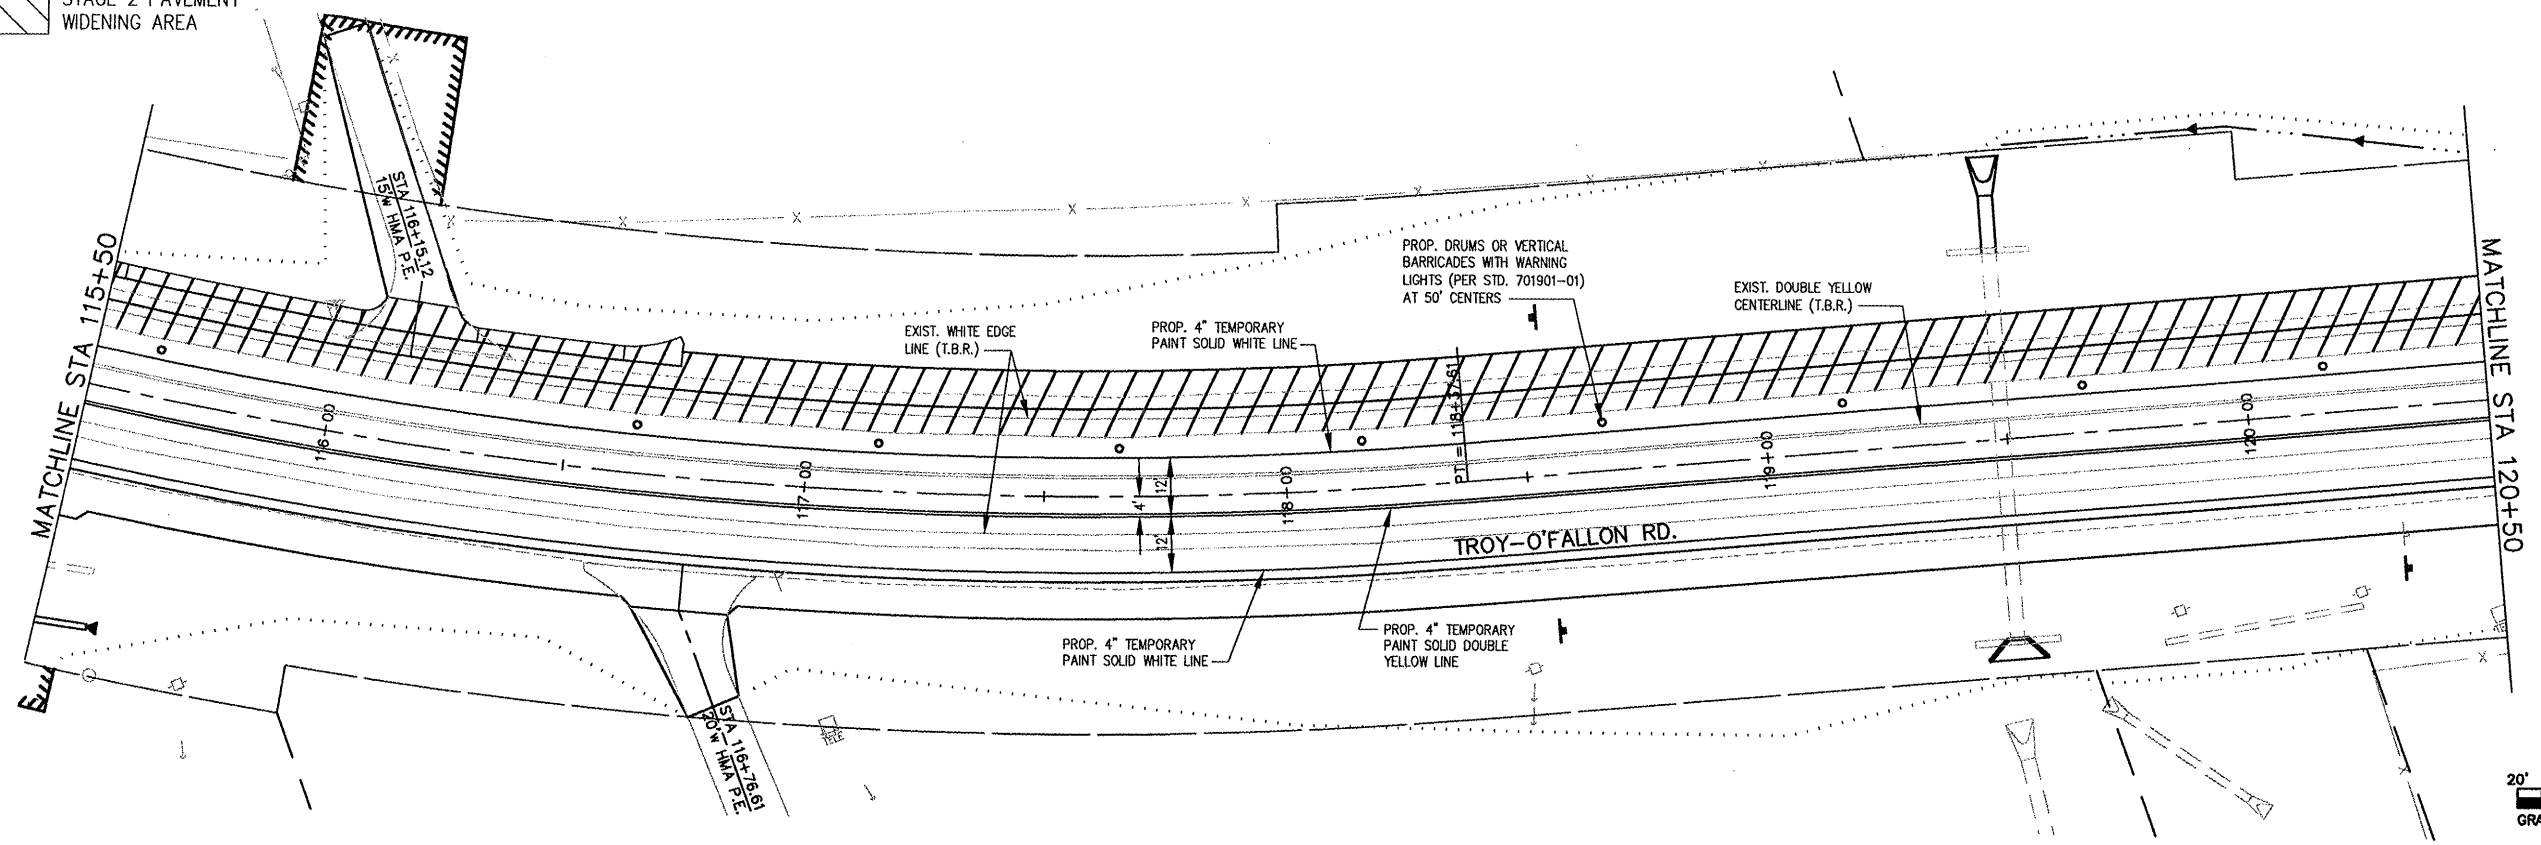 STAGE 2 PAVEMENT
WIDENING AREA
MATCHLINE STA 115+50
STA 116+15.12
15'W HMA P.E.
116+00
EXIST. WHITE EDGE
LINE (T.B.R.)
PROP. 4" TEMPORARY
PAINT SOLID WHITE LINE
PROP. DRUMS OR VERTICAL
BARRICADES WITH WARNING
LIGHTS (PER STD. 701901-01)
AT 50' CENTERS
EXIST. DOUBLE YELLOW
CENTERLINE (T.B.R.)
PT = 118+37.61
117+00
4'
12'
12'
118+00
119+00
120+00
TROY-O'FALLON RD.
PROP. 4" TEMPORARY
PAINT SOLID WHITE LINE
PROP. 4" TEMPORARY
PAINT SOLID DOUBLE
YELLOW LINE
STA 116+76.61
20'W HMA P.E.
TELE
MATCHLINE STA 120+50
20'
GRA